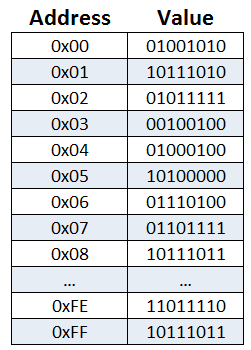 Address Value
0x00 01001010
0x01 10111010
0x02 01011111
0x03 00100100
0x04 01000100
0x05 10100000
0x06 01110100
0x07 01101111
0x08 10111011
... ...
0xFE 11011110
0xFF 10111011